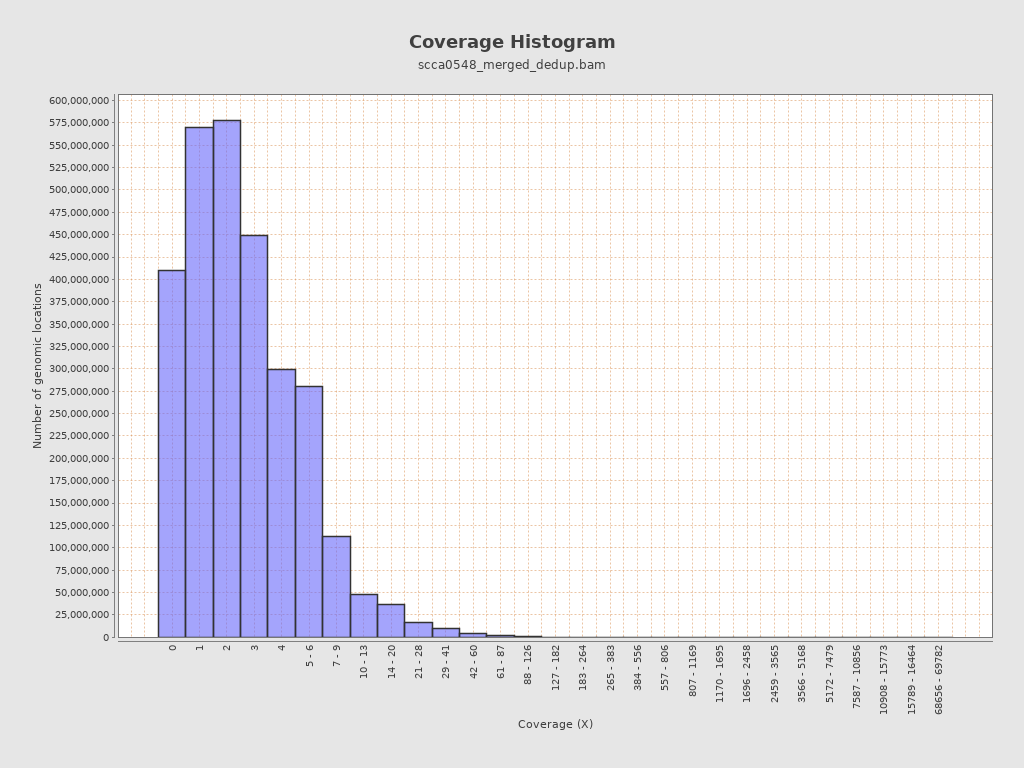 Coverage Histogram
scca0548_merged_dedup.bam
Number of genomic locations
600,000,000
575,000,000
550,000,000
525,000,000
500,000,000
475,000,000
450,000,000
425,000,000
400,000,000
375,000,000
350,000,000
325,000,000
300,000,000
275,000,000
250,000,000
225,000,000
200,000,000
175,000,000
150,000,000
125,000,000
100,000,000
75,000,000
50,000,000
25,000,000
0
0
1
2
3
4
5 - 6
7 - 9
10 - 13
14 - 20
21 - 28
29 - 41
42 - 60
61 - 87
88 - 126
127 - 182
183 - 264
265 - 383
384 - 556
557 - 806
807 - 1169
1170 - 1695
1696 - 2458
2459 - 3565
3566 - 5168
5172 - 7479
7587 - 10856
10908 - 15773
15789 - 16464
68656 - 69782
Coverage (X)